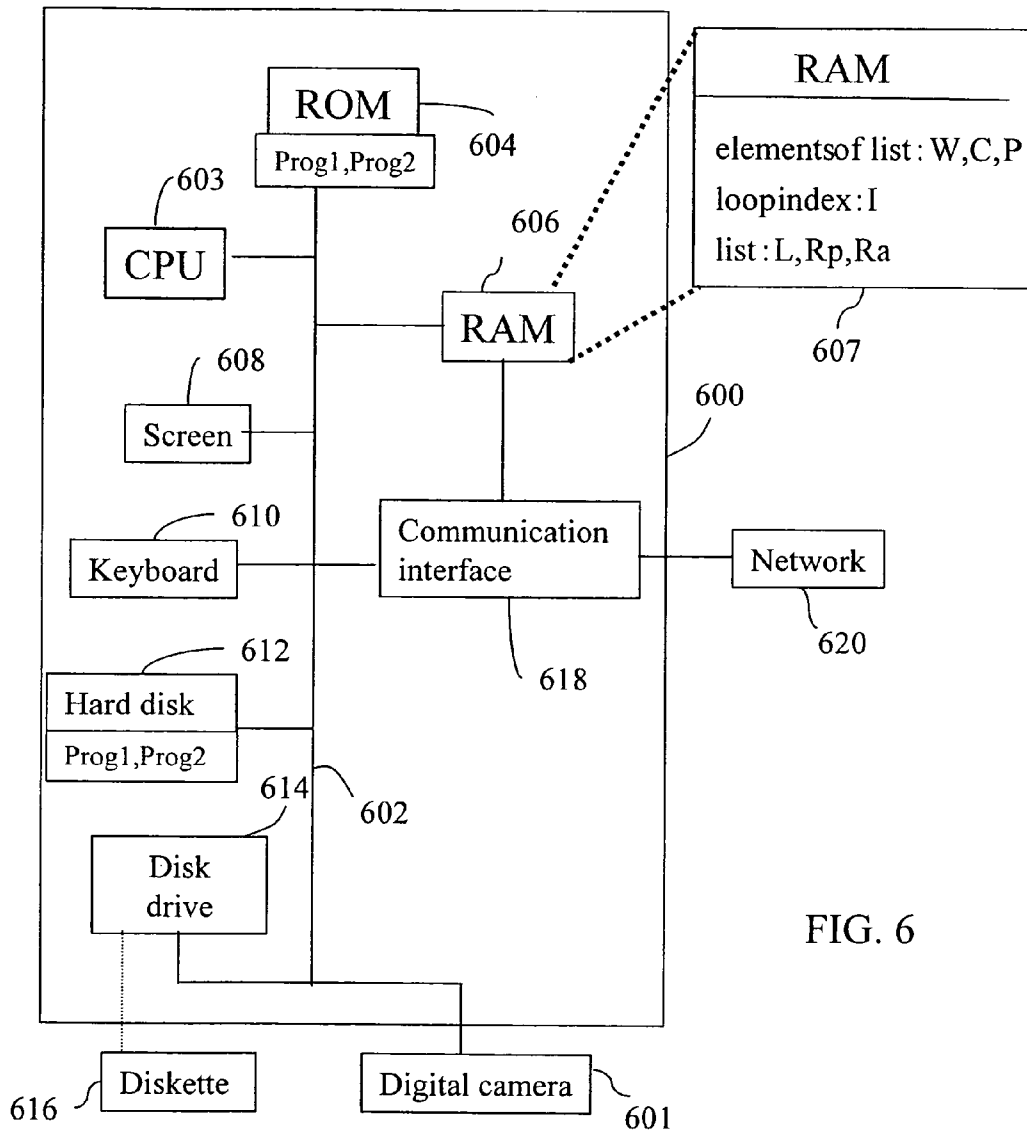 RAM
ROM
604
elementsof list: W,C,P
Prog1,Prog2
603
606
loopindex:I
CPU
list:L,Rp,Ra
RAM
607
608
600
Screen
610
Communication
interface
Keyboard
Network
620
612
618
Hard disk
Prog1,Prog2
614
602
Disk
drive
FIG. 6
Diskette
Digital camera
616
601